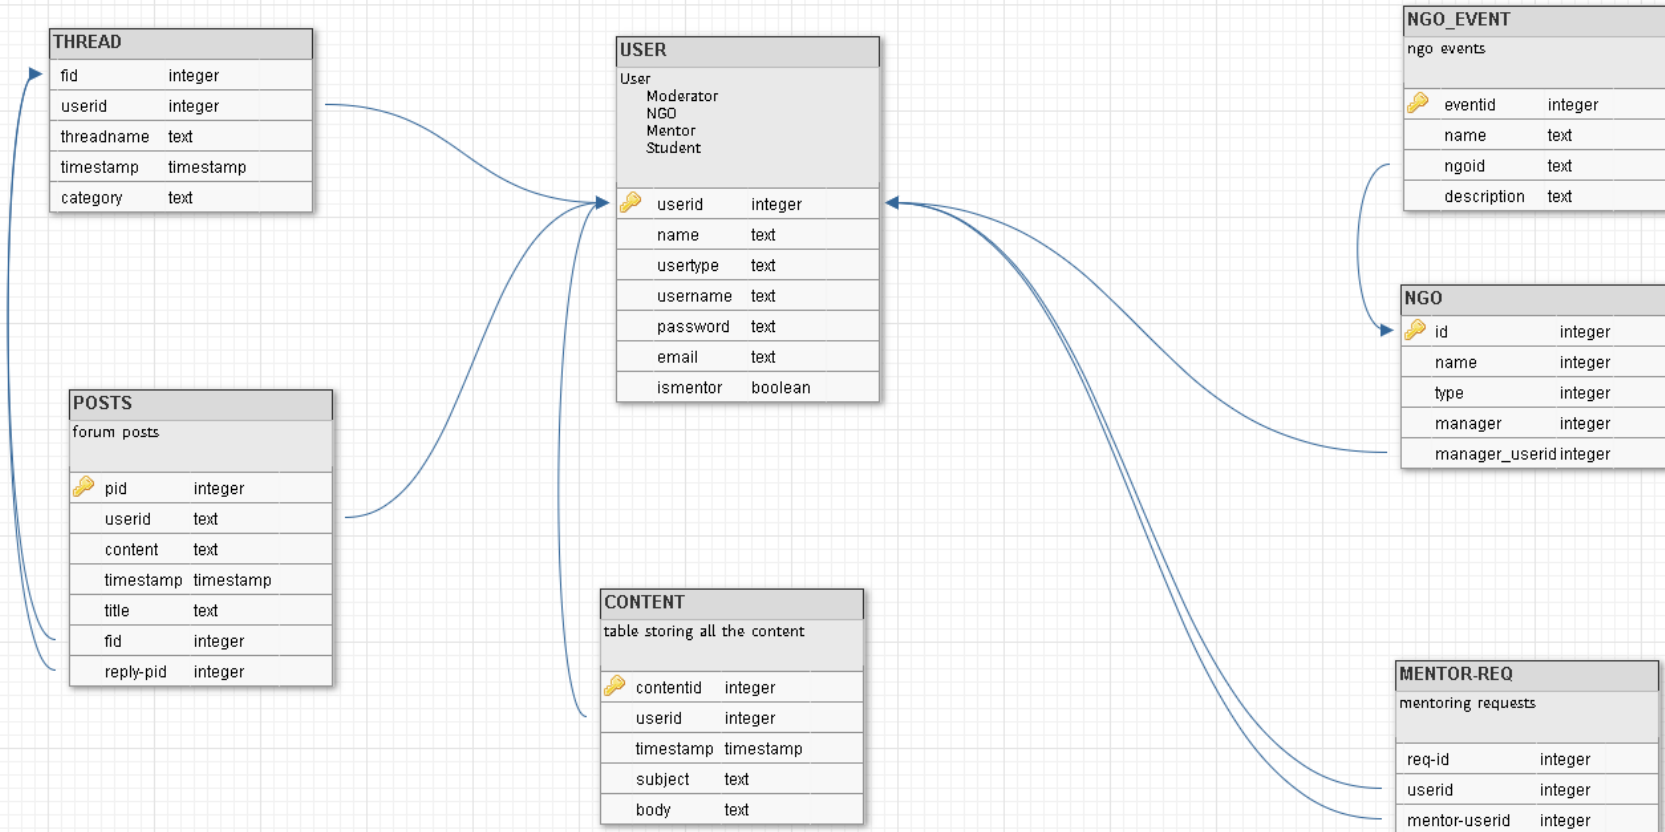 THREAD
fid integer
userid integer
threadname text
timestamp timestamp
category text
POSTS
forum posts
pid integer
userid text
content text
timestamp timestamp
title text
fid integer
reply-pid integer
USER
User
Moderator
NGO
Mentor
Student
userid integer
name text
usertype text
username text
password text
email text
ismentor boolean
CONTENT
table storing all the content
contentid integer
userid integer
timestamp timestamp
subject text
body text
NGO_EVENT
ngo events
eventid integer
name text
ngoid text
description text
NGO
id integer
name integer
type integer
manager integer
manager_userid integer
MENTOR-REQ
mentoring requests
req-id integer
userid integer
mentor-userid integer